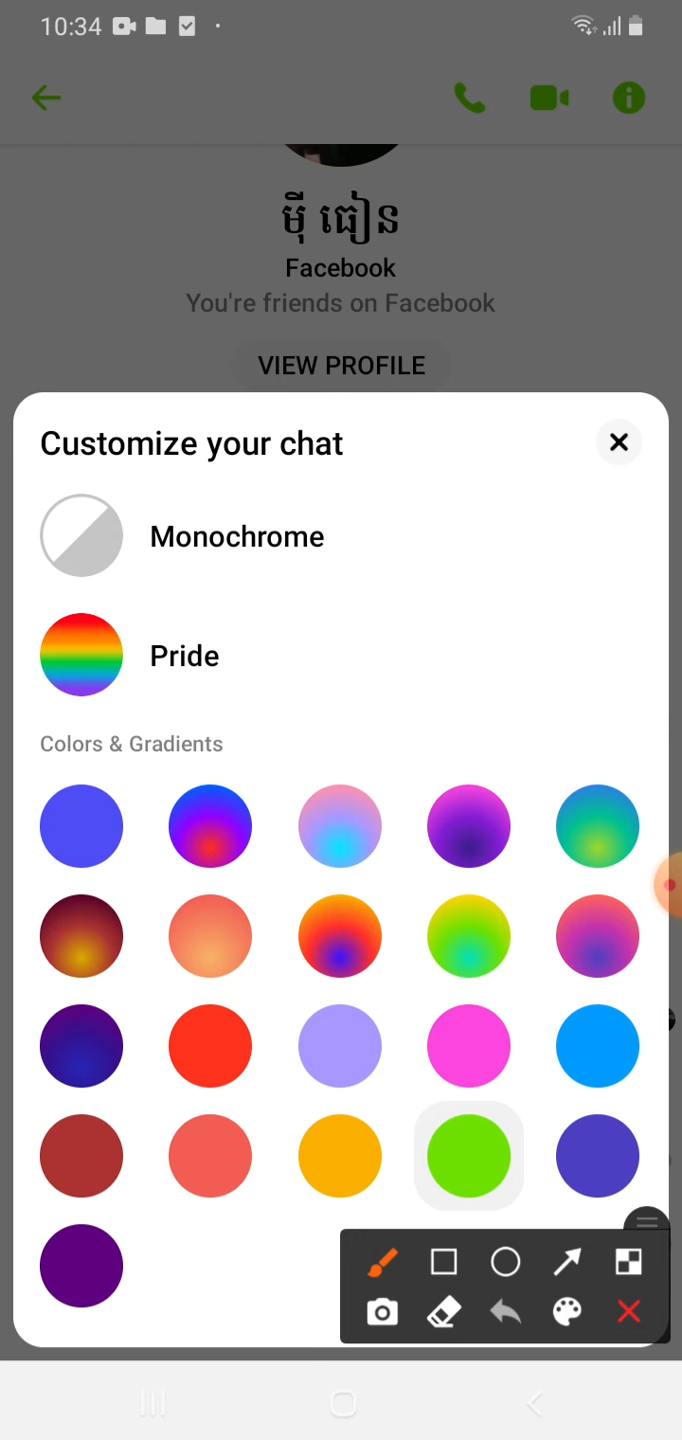 10:34
ម៉ី ធឿន
Facebook
You're friends on Facebook
VIEW PROFILE
Customize your chat
Monochrome
Pride
Colors & Gradients